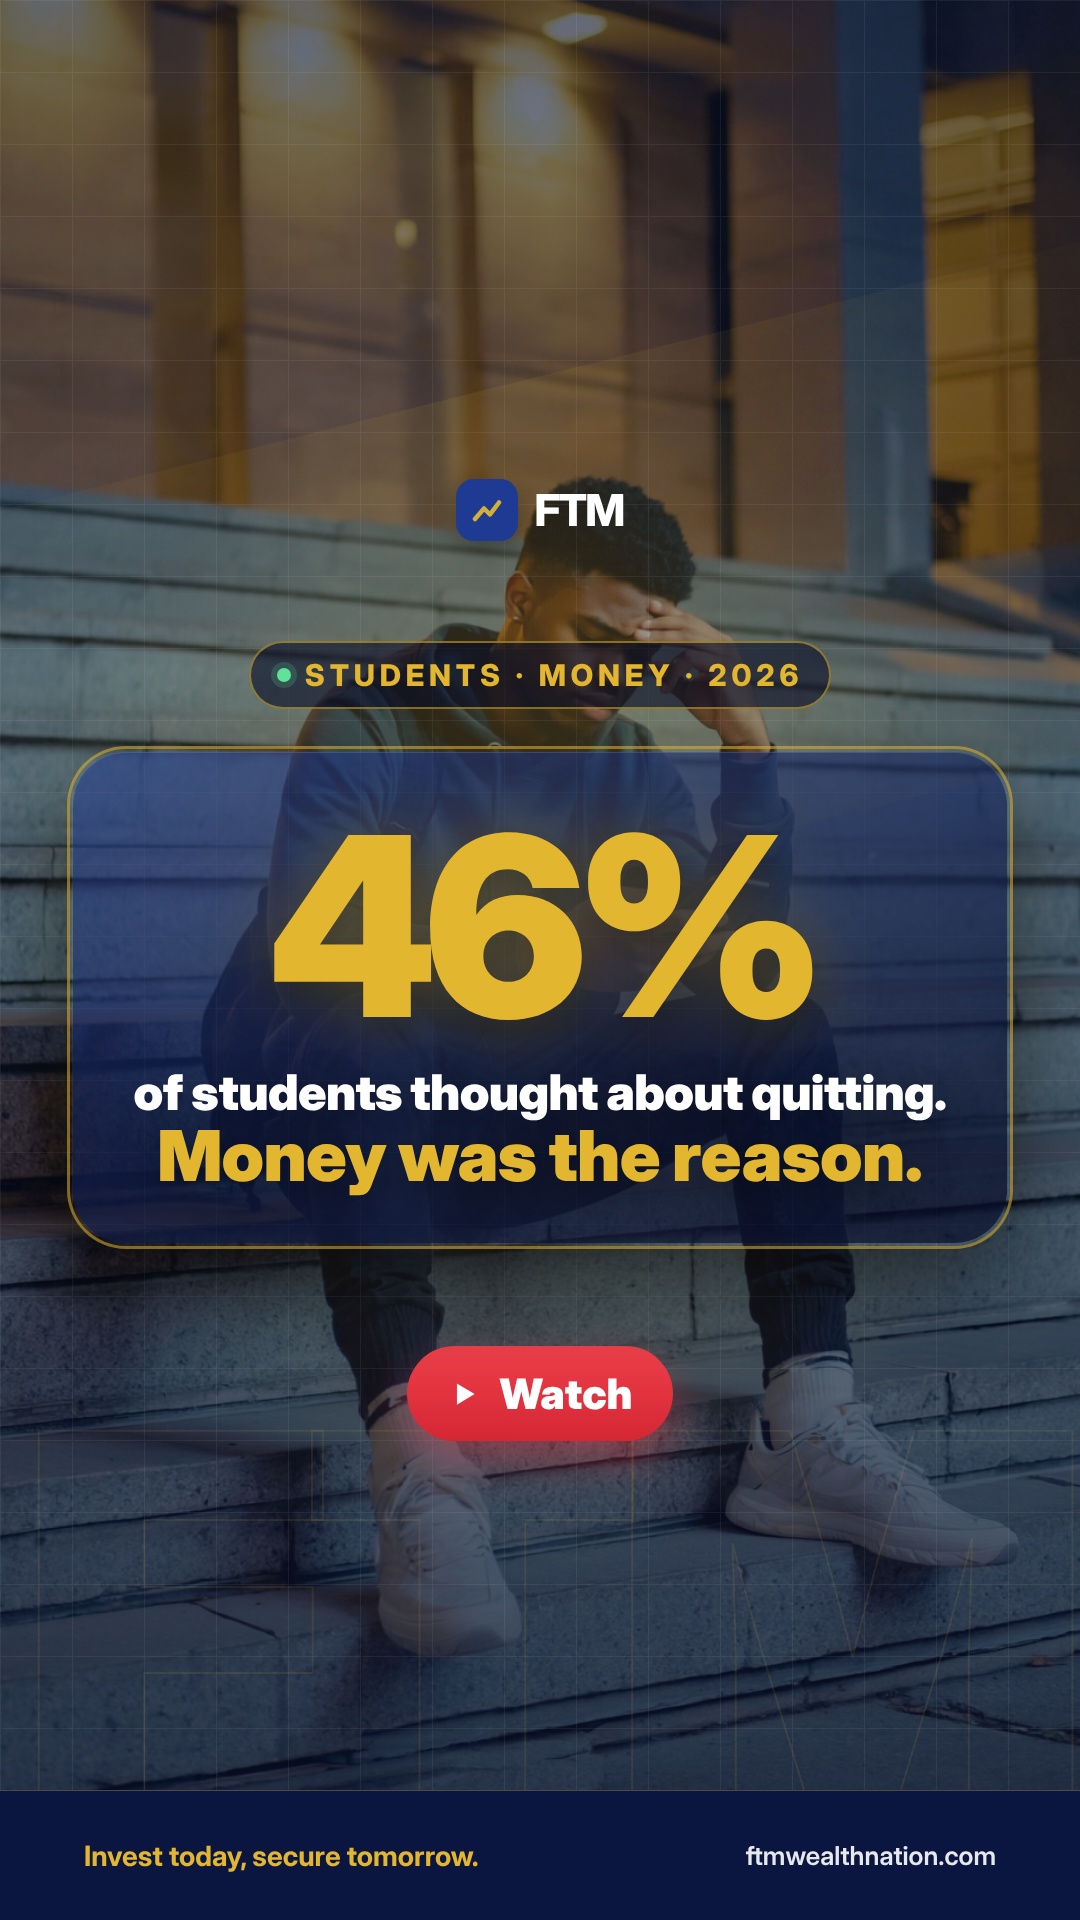 FTM
STUDENTS · MONEY · 2026
46%
of students thought about quitting.
Money was the reason.
Watch
Invest today, secure tomorrow.
ftmwealthnation.com